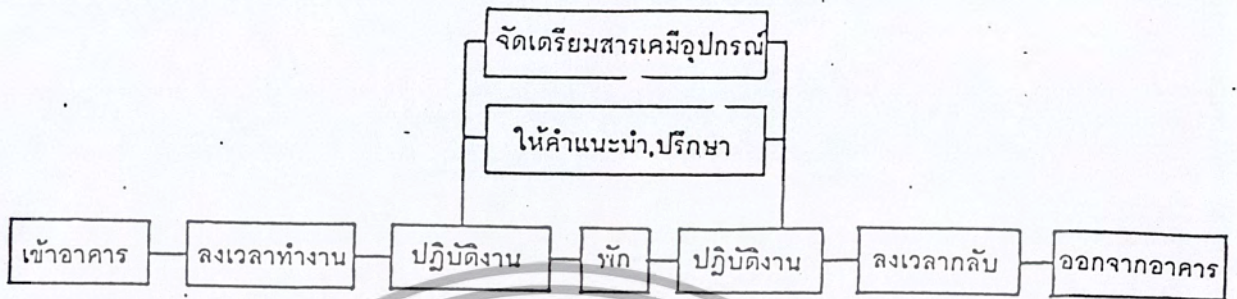 จัดเตรียมสารเคมีอุปกรณ์
ให้คำแนะนำ,ปรึกษา
เข้าอาคาร ลงเวลาทำงาน ปฏิบัติงาน พัก ปฏิบัติงาน ลงเวลากลับ ออกจากอาคาร